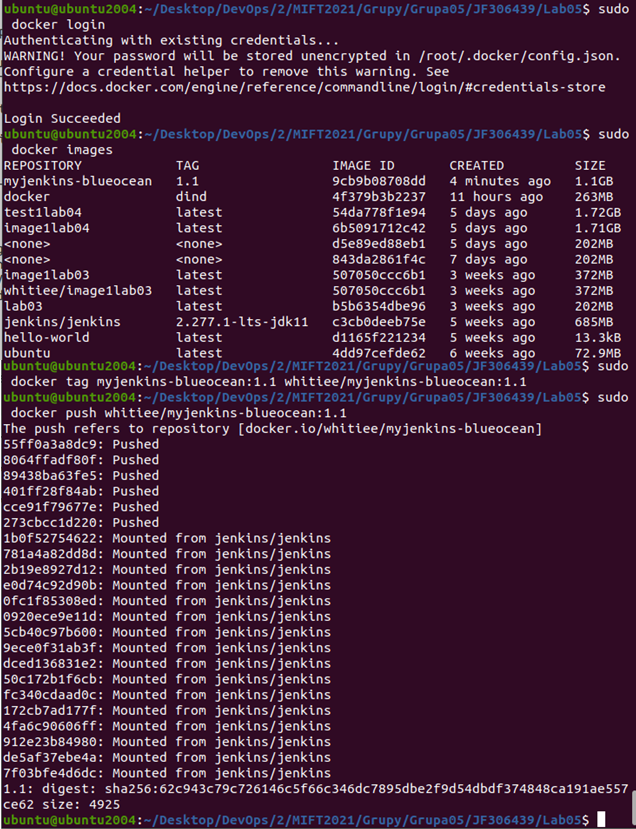 ubuntu@ubuntu2004:~/Desktop/DevOps/2/MIFT2021/Grupy/Grupa05/JF306439/Lab05$ sudo
docker login
Authenticating with existing credentials...
WARNING! Your password will be stored unencrypted in /root/.docker/config.json.
Configure a credential helper to remove this warning. See
https://docs.docker.com/engine/reference/commandline/login/#credentials-store
Login Succeeded
ubuntu@ubuntu2004:~/Desktop/DevOps/2/MIFT2021/Grupy/Grupa05/JF306439/Lab05$ sudo
docker images
REPOSITORY TAG IMAGE ID CREATED SIZE
myjenkins-blueocean 1.1 9cb9b08708dd 4 minutes ago 1.1GB
docker dind 4f379b3b2237 11 hours ago 263MB
test1lab04 latest 54da778f1e94 5 days ago 1.72GB
image1lab04 latest 6b5091712c42 5 days ago 1.71GB
<none> <none> d5e89ed88eb1 5 days ago 202MB
<none> <none> 843da2861f4c 7 days ago 202MB
image1lab03 latest 507050ccc6b1 3 weeks ago 372MB
whitiee/image1lab03 latest 507050ccc6b1 3 weeks ago 372MB
lab03 latest b5b6354dbe96 3 weeks ago 202MB
jenkins/jenkins 2.277.1-lts-jdk11 c3cb0deeb75e 5 weeks ago 685MB
hello-world latest d1165f221234 5 weeks ago 13.3kB
ubuntu latest 4dd97cefde62 6 weeks ago 72.9MB
ubuntu@ubuntu2004:~/Desktop/DevOps/2/MIFT2021/Grupy/Grupa05/JF306439/Lab05$ sudo
docker tag myjenkins-blueocean:1.1 whitiee/myjenkins-blueocean:1.1
ubuntu@ubuntu2004:~/Desktop/DevOps/2/MIFT2021/Grupy/Grupa05/JF306439/Lab05$ sudo
docker push whitiee/myjenkins-blueocean:1.1
The push refers to repository [docker.io/whitiee/myjenkins-blueocean]
55ff0a3a8dc9: Pushed
8064ffadf80f: Pushed
89438ba63fe5: Pushed
401ff28f84ab: Pushed
cce91f79677e: Pushed
273cbcc1d220: Pushed
1b0f52754622: Mounted from jenkins/jenkins
781a4a82dd8d: Mounted from jenkins/jenkins
2b19e8927d12: Mounted from jenkins/jenkins
e0d74c92d90b: Mounted from jenkins/jenkins
0fc1f85308ed: Mounted from jenkins/jenkins
0920ece9e11d: Mounted from jenkins/jenkins
5cb40c97b600: Mounted from jenkins/jenkins
9ece0f31ab3f: Mounted from jenkins/jenkins
dced136831e2: Mounted from jenkins/jenkins
50c172b1f6cb: Mounted from jenkins/jenkins
fc340cdaad0c: Mounted from jenkins/jenkins
172cb7ad177f: Mounted from jenkins/jenkins
4fa6c90606ff: Mounted from jenkins/jenkins
912e23b84980: Mounted from jenkins/jenkins
de5af37ebe4a: Mounted from jenkins/jenkins
7f03bfe4d6dc: Mounted from jenkins/jenkins
1.1: digest: sha256:62c943c79c726146c5f66c346dc7895dbe2f9d54dbdf374848ca191ae557
ce62 size: 4925
ubuntu@ubuntu2004:~/Desktop/DevOps/2/MIFT2021/Grupy/Grupa05/JF306439/Lab05$